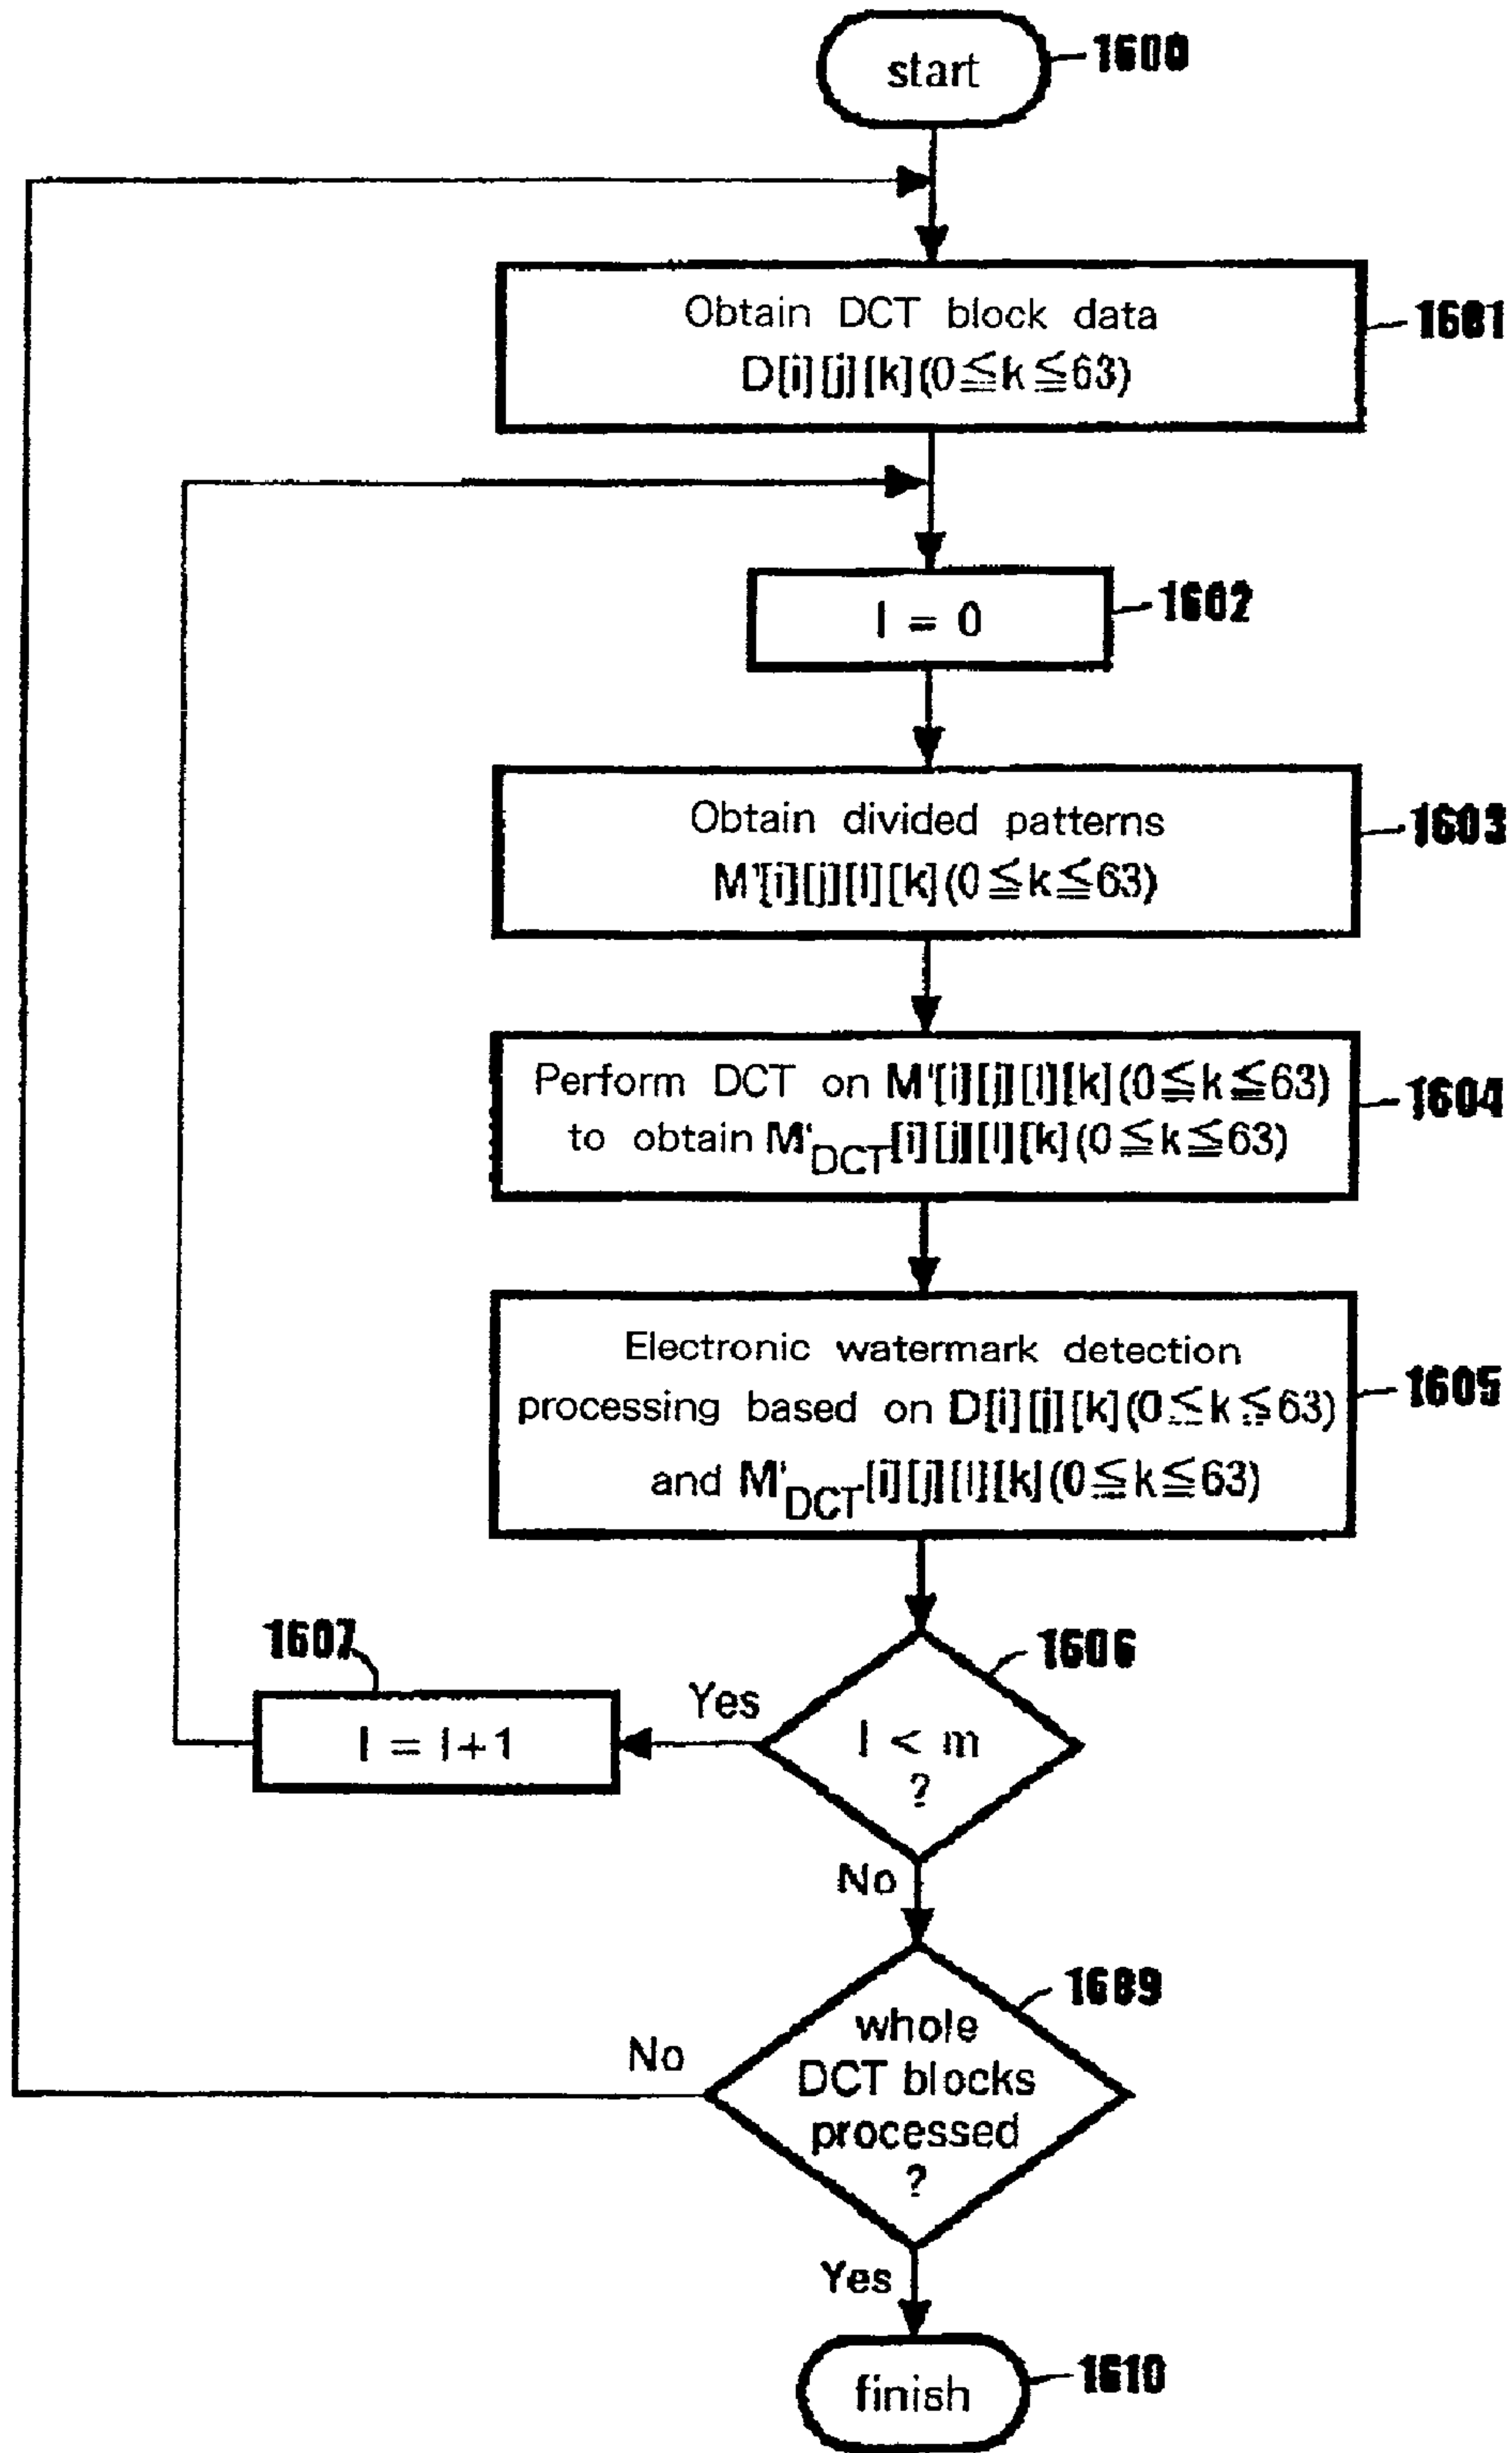 start
1600
Obtain DCT block data
D[i][j][k](0≦k≦63)
1601
l = 0
1602
Obtain divided patterns
M'[i][j][l][k](0≦k≦63)
1603
Perform DCT on M'[i][j][l][k](0≦k≦63)
to obtain M'DCT[i][j][l][k](0≦k≦63)
1604
Electronic watermark detection
processing based on D[i][j][k](0≦k≦63)
and M'DCT[i][j][l][k](0≦k≦63)
1605
1607
l = l+1
Yes
l < m
?
1606
No
whole
DCT blocks
processed
?
1609
No
Yes
finish
1610